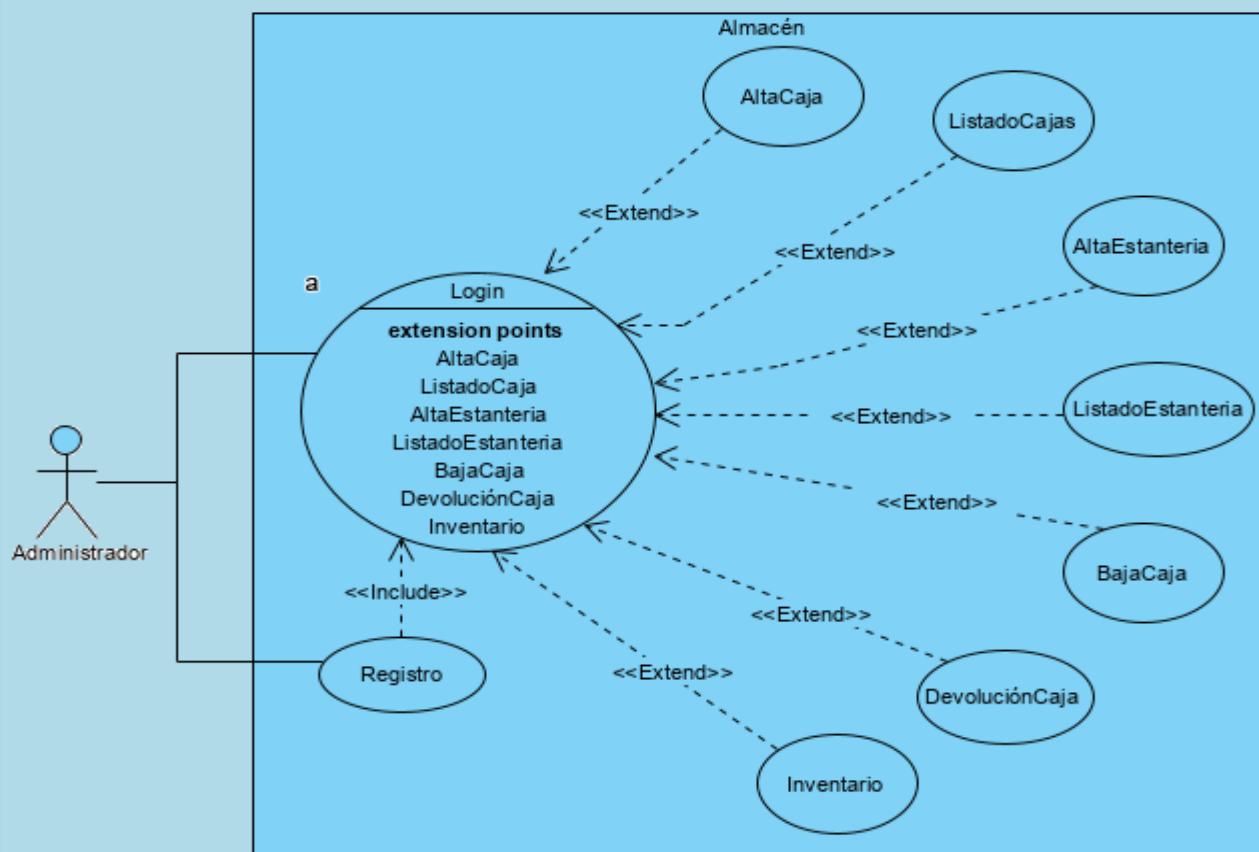 Almacén
AltaCaja
ListadoCajas
<<Extend>>
<<Extend>>
AltaEstanteria
a
Login
extension points
AltaCaja
ListadoCaja
AltaEstanteria
ListadoEstanteria
BajaCaja
DevoluciónCaja
Inventario
<<Extend>>
<<Extend>>
ListadoEstanteria
<<Extend>>
BajaCaja
Administrador
<<Include>>
<<Extend>>
Registro
<<Extend>>
DevoluciónCaja
Inventario